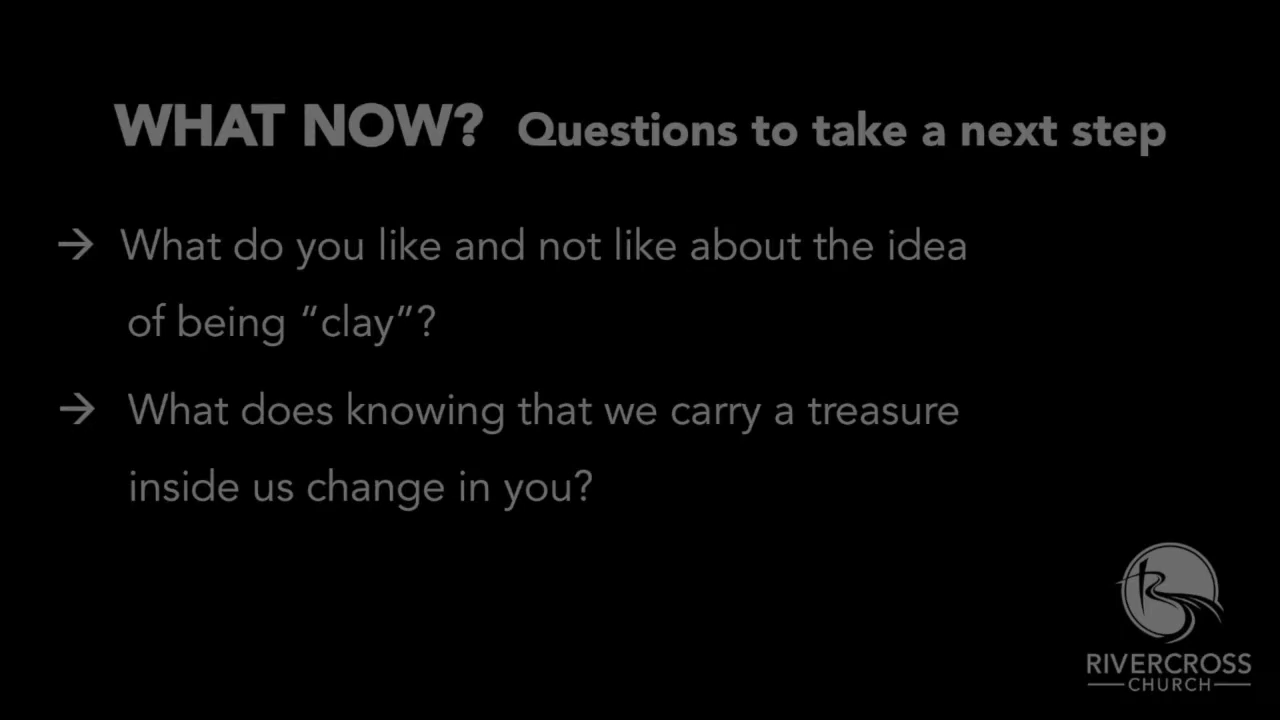 WHAT NOW? Questions to take a next step
→ What do you like and not like about the idea
of being “clay”?
→ What does knowing that we carry a treasure
inside us change in you?
RIVERCROSS
CHURCH